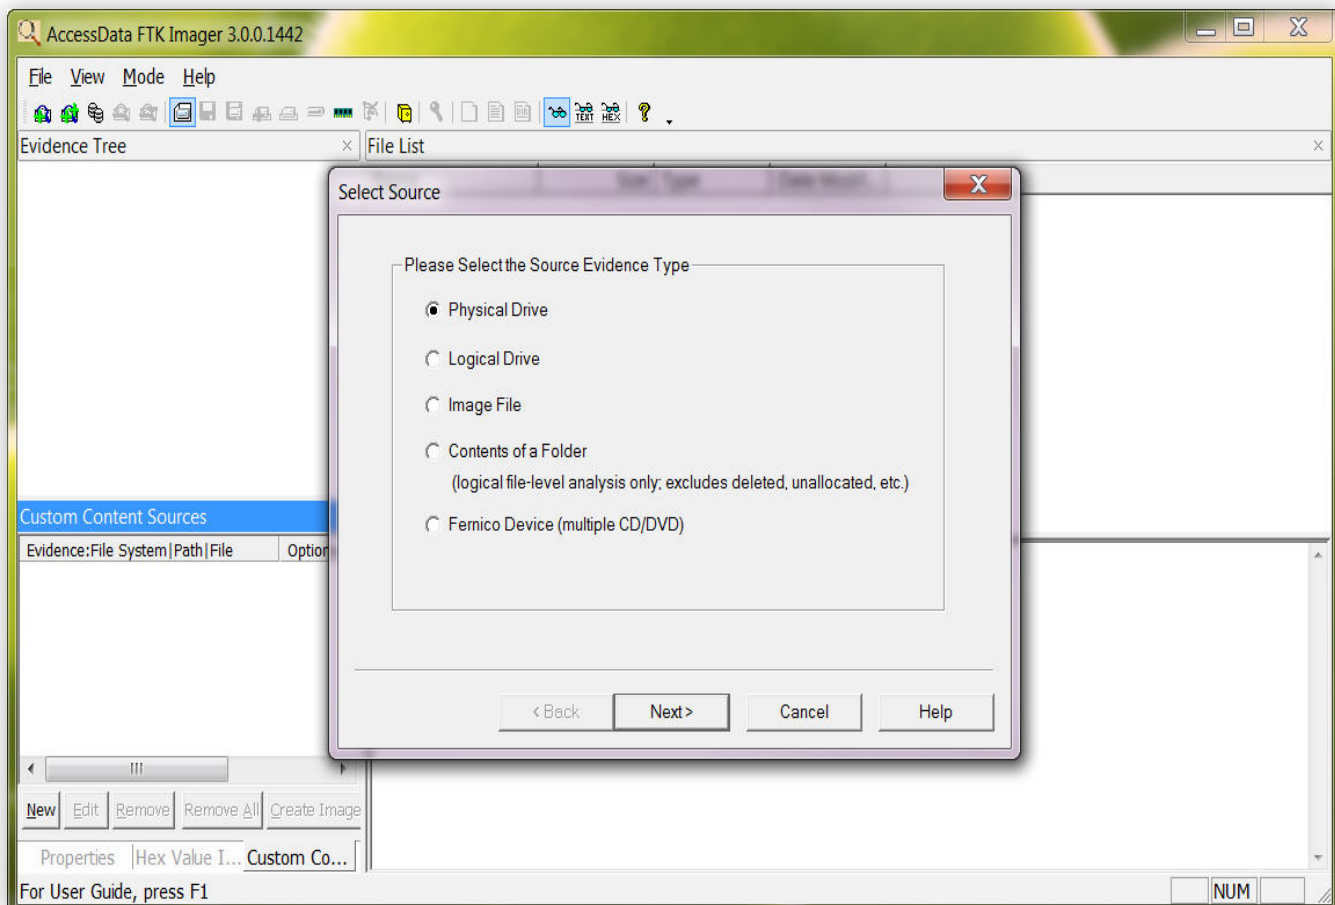 AccessData FTK Imager 3.0.0.1442
File View Mode Help
TEXT HEX ?
Evidence Tree
File List
Select Source
Please Select the Source Evidence Type
Physical Drive
Logical Drive
Image File
Contents of a Folder
(logical file-level analysis only; excludes deleted, unallocated, etc.)
Fernico Device (multiple CD/DVD)
< Back Next > Cancel Help
Custom Content Sources
Evidence:File System|Path|File Option
New Edit Remove Remove All Create Image
Properties Hex Value I... Custom Co...
For User Guide, press F1
NUM